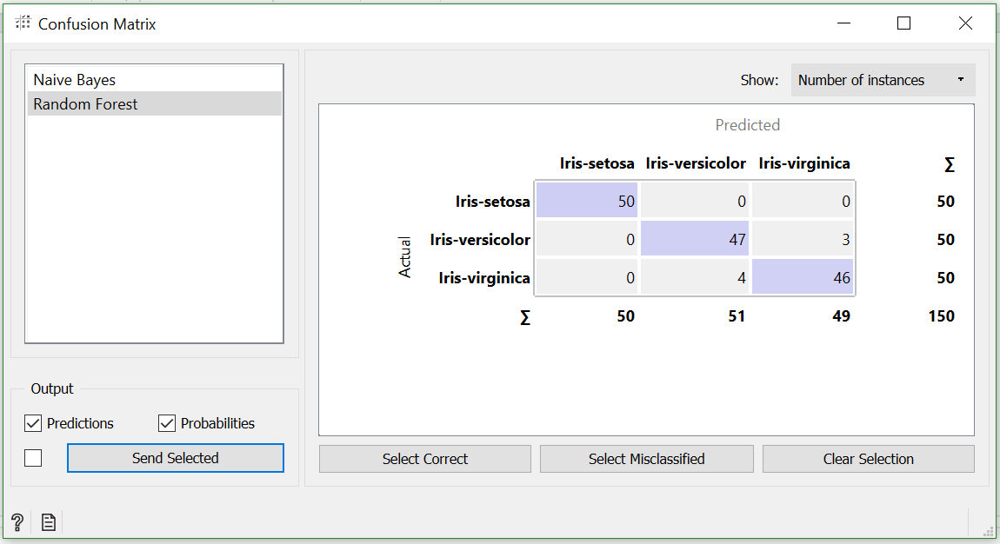 Confusion Matrix
Naive Bayes
Random Forest
Output
Predictions Probabilities
Send Selected
Show: Number of instances
Predicted
Iris-setosa Iris-versicolor Iris-virginica ∑
Actual
Iris-setosa 50 0 0 50
Iris-versicolor 0 47 3 50
Iris-virginica 0 4 46 50
∑ 50 51 49 150
Select Correct Select Misclassified Clear Selection
?